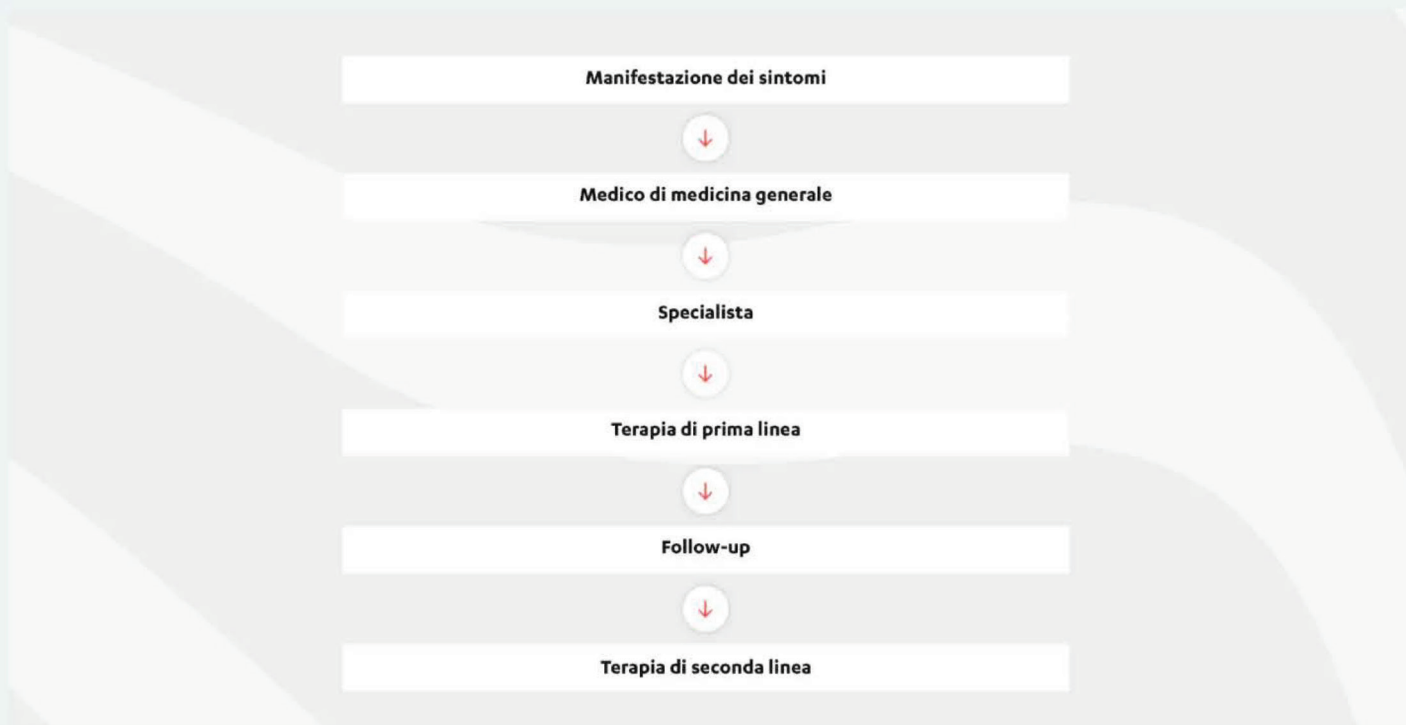 Manifestazione dei sintomi
Medico di medicina generale
Specialista
Terapia di prima linea
Follow-up
Terapia di seconda linea